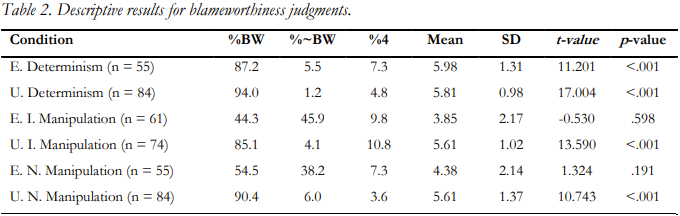 Table 2. Descriptive results for blameworthiness judgments.
Condition %BW %~BW %4 Mean SD t-value p-value
E. Determinism (n = 55) 87.2 5.5 7.3 5.98 1.31 11.201 <.001
U. Determinism (n = 84) 94.0 1.2 4.8 5.81 0.98 17.004 <.001
E. I. Manipulation (n = 61) 44.3 45.9 9.8 3.85 2.17 -0.530 .598
U. I. Manipulation (n = 74) 85.1 4.1 10.8 5.61 1.02 13.590 <.001
E. N. Manipulation (n = 55) 54.5 38.2 7.3 4.38 2.14 1.324 .191
U. N. Manipulation (n = 84) 90.4 6.0 3.6 5.61 1.37 10.743 <.001